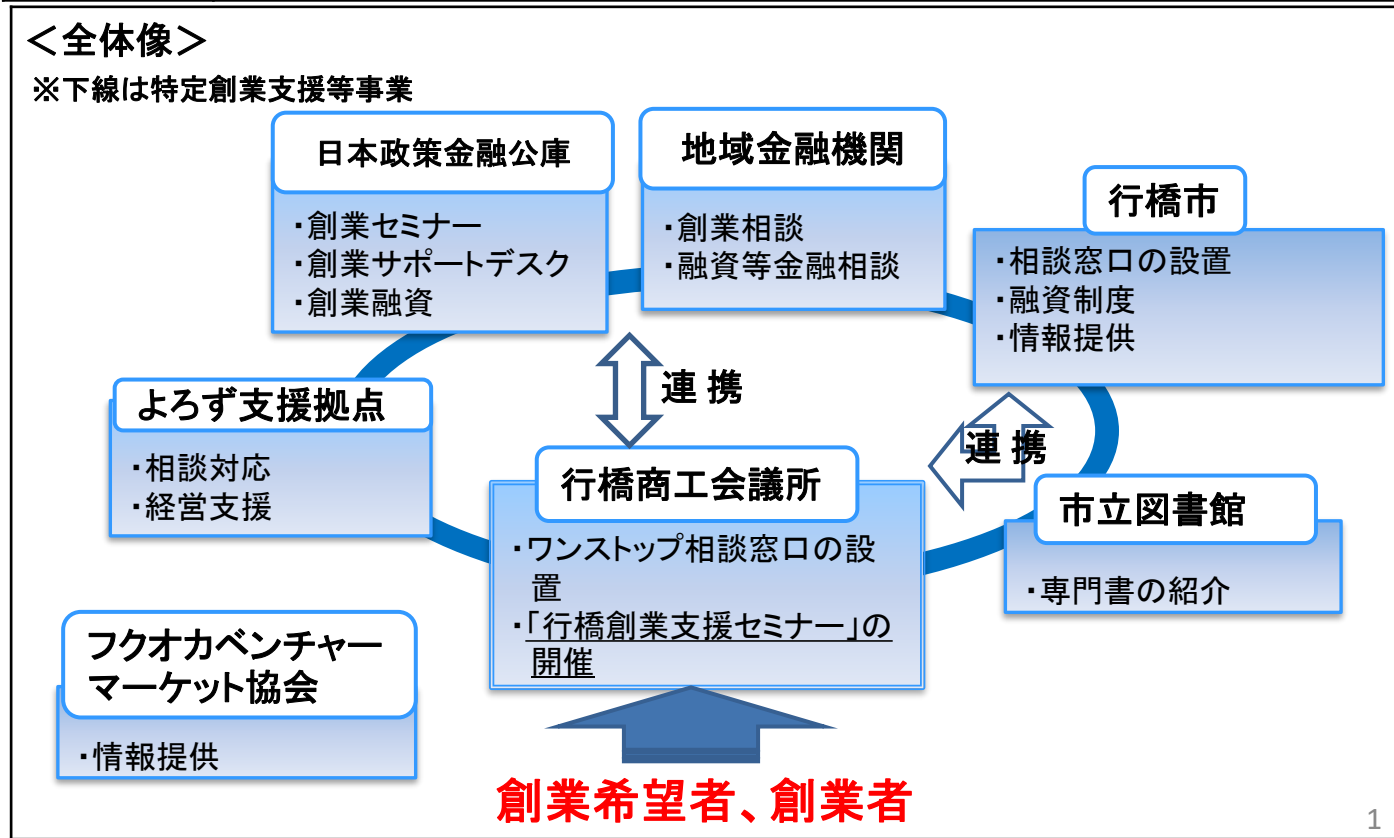 ＜全体像＞
※下線は特定創業支援等事業
日本政策金融公庫
・創業セミナー
・創業サポートデスク
・創業融資
地域金融機関
・創業相談
・融資等金融相談
行橋市
・相談窓口の設置
・融資制度
・情報提供
連 携
連 携
よろず支援拠点
・相談対応
・経営支援
行橋商工会議所
・ワンストップ相談窓口の設
置
・「行橋創業支援セミナー」の
開催
市立図書館
・専門書の紹介
フクオカベンチャー
マーケット協会
・情報提供
創業希望者、創業者
1